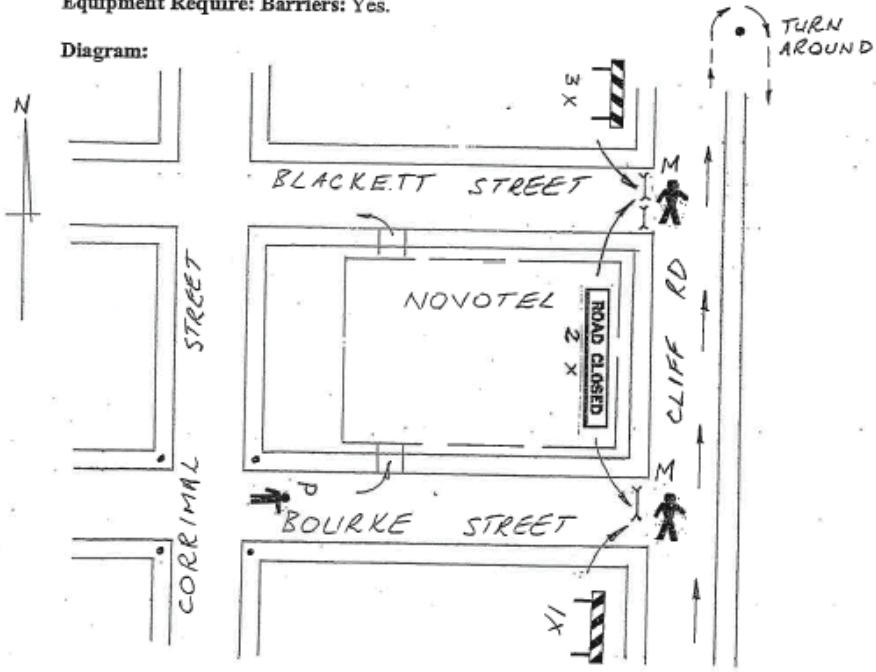 Equipment Require: Barriers: Yes.
Diagram:
TURN
AROUND
N
3 X
M
BLACKETT STREET
STREET
NOVOTEL
ROAD CLOSED
2 X
CLIFF RD
CORRIMAL
P
M
BOURKE STREET
X1